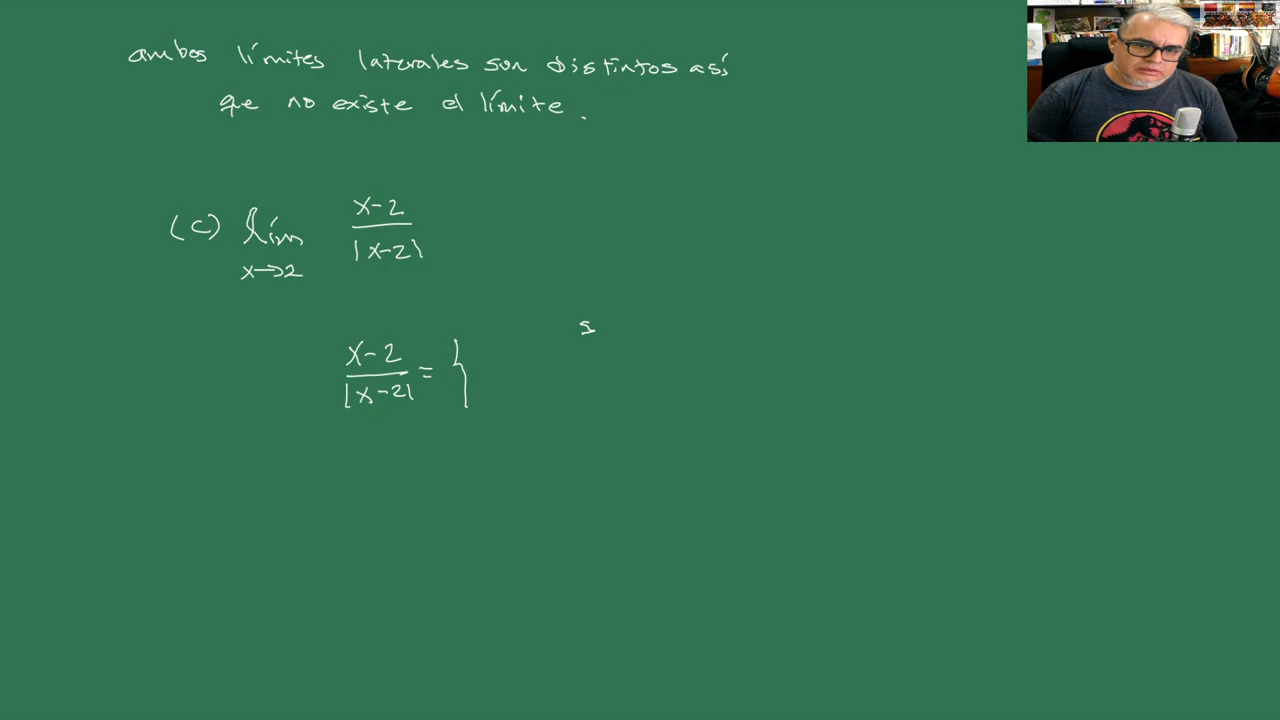 ambos límites laterales son distintos así
que no existe el límite.
(c) lím x→2 x-2 / |x-2|
s
x-2 / |x-2| = {